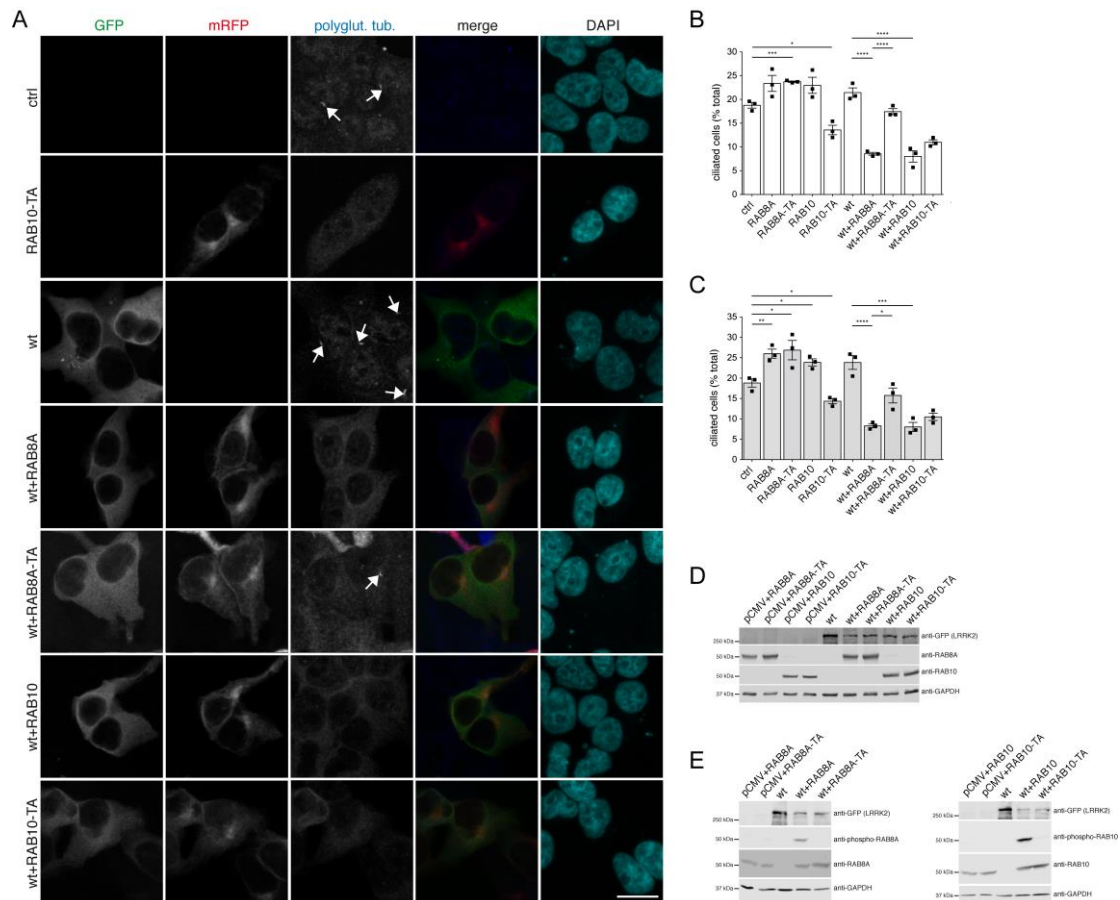 A
GFP
mRFP
polyglut. tub.
merge
DAPI
ctrl
RAB10-TA
wt
wt+RAB8A
wt+RAB8A-TA
wt+RAB10
wt+RAB10-TA
B
ciliated cells (% total)
30
25
20
15
10
5
0
* *** **** **** ****
ctrl
RAB8A
RAB8A-TA
RAB10
RAB10-TA
wt
wt+RAB8A
wt+RAB8A-TA
wt+RAB10
wt+RAB10-TA
C
ciliated cells (% total)
35
30
25
20
15
10
5
0
* * * ** *** **** *
ctrl
RAB8A
RAB8A-TA
RAB10
RAB10-TA
wt
wt+RAB8A
wt+RAB8A-TA
wt+RAB10
wt+RAB10-TA
D
pCMV+RAB8A
pCMV+RAB8A-TA
pCMV+RAB10
pCMV+RAB10-TA
wt
wt+RAB8A
wt+RAB8A-TA
wt+RAB10
wt+RAB10-TA
250 kDa anti-GFP (LRRK2)
50 kDa anti-RAB8A
50 kDa anti-RAB10
37 kDa anti-GAPDH
E
pCMV+RAB8A
pCMV+RAB8A-TA
wt
wt+RAB8A
wt+RAB8A-TA
250 kDa anti-GFP (LRRK2)
50 kDa anti-phospho-RAB8A
anti-RAB8A
37 kDa anti-GAPDH
pCMV+RAB10
pCMV+RAB10-TA
wt
wt+RAB10
wt+RAB10-TA
250 kDa anti-GFP (LRRK2)
50 kDa anti-phospho-RAB10
50 kDa anti-RAB10
37 kDa anti-GAPDH